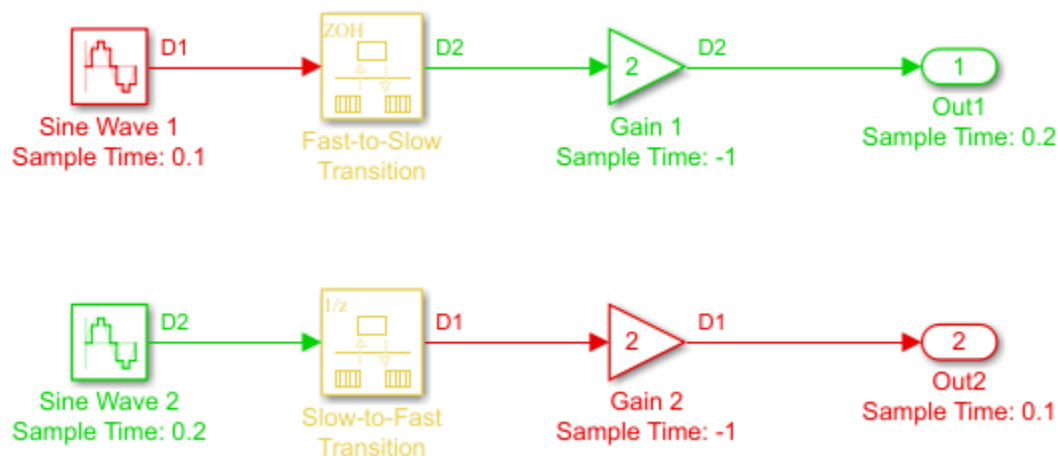 ZOH
D1
D2
2
D2
1
Sine Wave 1
Sample Time: 0.1
Fast-to-Slow
Transition
Gain 1
Sample Time: -1
Out1
Sample Time: 0.2
1/z
D2
D1
2
D1
2
Sine Wave 2
Sample Time: 0.2
Slow-to-Fast
Transition
Gain 2
Sample Time: -1
Out2
Sample Time: 0.1